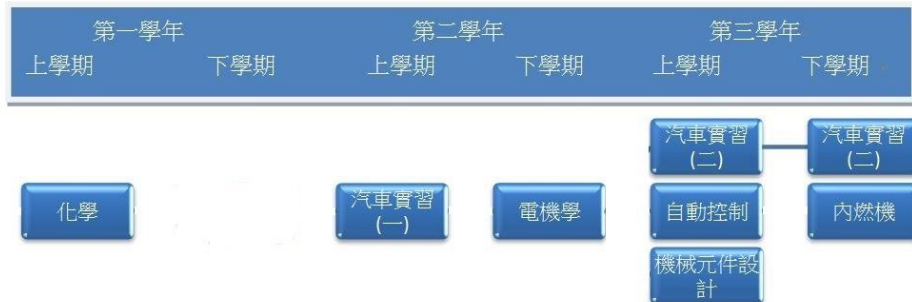 第一學年 第二學年 第三學年
上學期 下學期 上學期 下學期 上學期 下學期
汽車實習 汽車實習
(二) (二)
化學 汽車實習 電機學 自動控制 內燃機
(一)
機械元件設
計